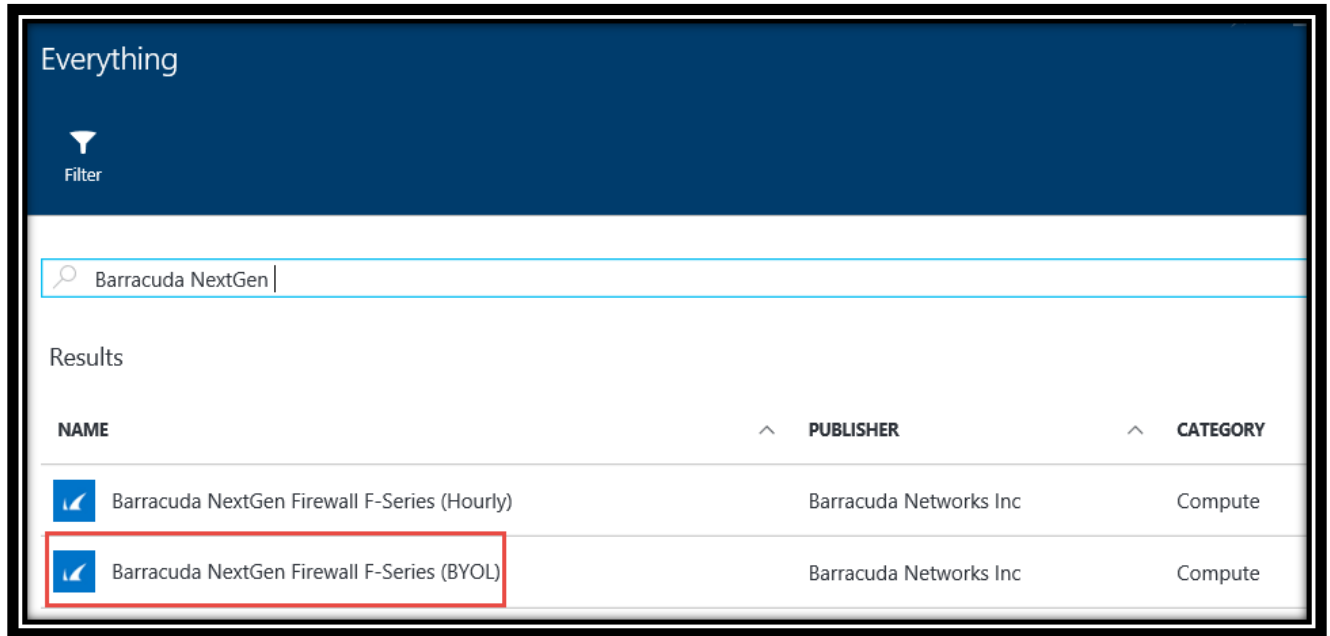 Everything
Filter
Barracuda NextGen
Results
NAME PUBLISHER CATEGORY
Barracuda NextGen Firewall F-Series (Hourly) Barracuda Networks Inc Compute
Barracuda NextGen Firewall F-Series (BYOL) Barracuda Networks Inc Compute